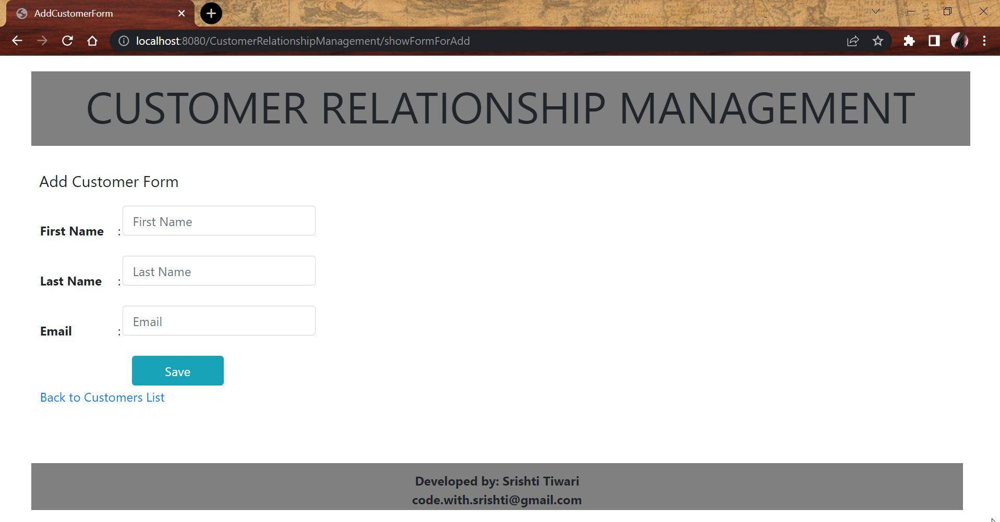 AddCustomerForm
localhost:8080/CustomerRelationshipManagement/showFormForAdd
CUSTOMER RELATIONSHIP MANAGEMENT
Add Customer Form
First Name : First Name
Last Name : Last Name
Email : Email
Save
Back to Customers List
Developed by: Srishti Tiwari
code.with.srishti@gmail.com